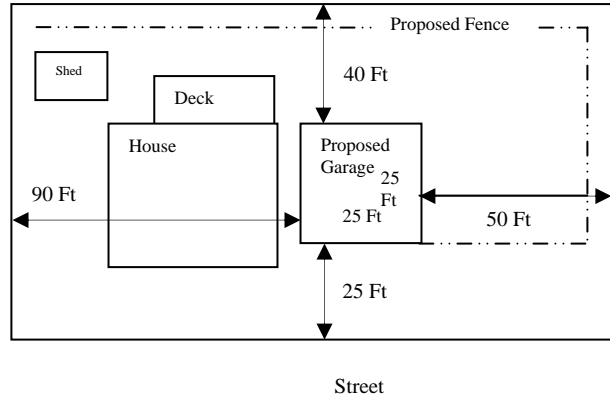 Proposed Fence
Shed
40 Ft
Deck
House
Proposed
Garage
25
Ft
90 Ft
25 Ft
50 Ft
25 Ft
Street